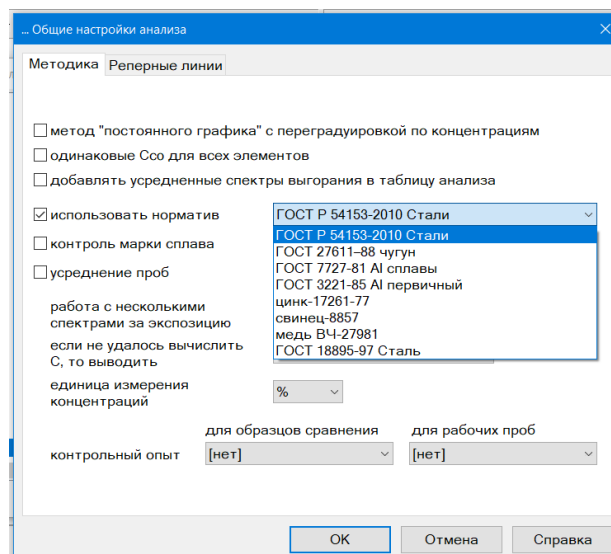 ... Общие настройки анализа
Методика Реперные линии
метод "постоянного графика" с переградуировкой по концентрациям
одинаковые Ссо для всех элементов
добавлять усредненные спектры выгорания в таблицу анализа
использовать норматив ГОСТ Р 54153-2010 Стали
ГОСТ Р 54153-2010 Стали
контроль марки сплава
ГОСТ 27611–88 чугун
ГОСТ 7727-81 Al сплавы
усреднение проб
ГОСТ 3221-85 Al первичный
цинк-17261-77
работа с несколькими
спектрами за экспозицию
свинец-8857
медь ВЧ-27981
если не удалось вычислить
С, то выводить
ГОСТ 18895-97 Сталь
единица измерения
концентраций
%
для образцов сравнения для рабочих проб
контрольный опыт [нет] [нет]
OK Отмена Справка